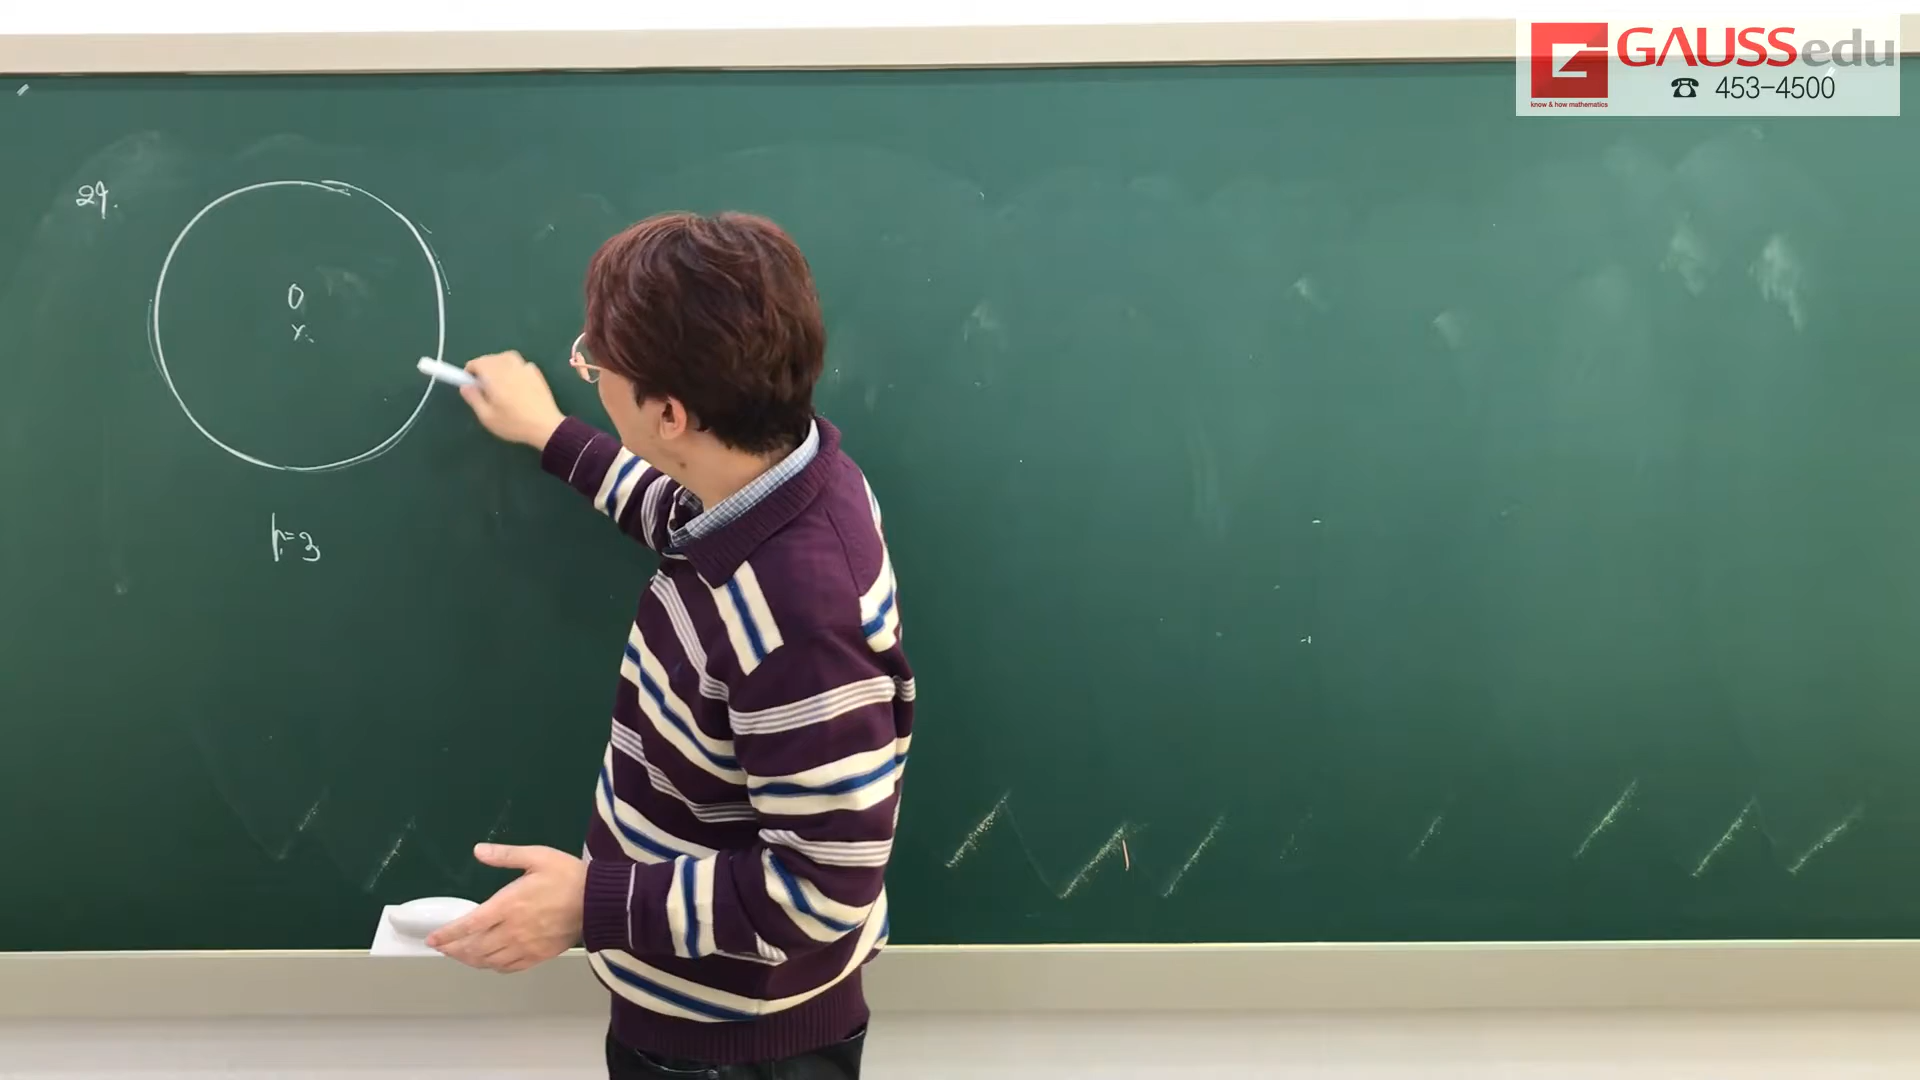 GAUSSedu
know & how mathematics
☎ 453-4500
29.
O
r=3